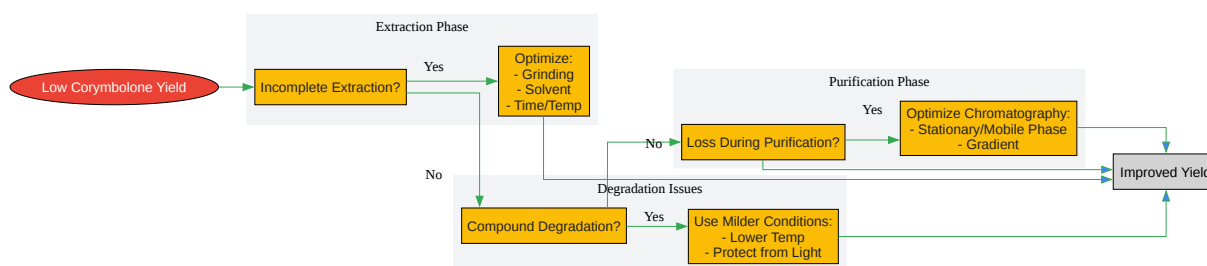 Extraction Phase
Low Corymbolone Yield
Incomplete Extraction?
Yes
Optimize:
- Grinding
- Solvent
- Time/Temp
No
Degradation Issues
Compound Degradation?
Yes
Use Milder Conditions:
- Lower Temp
- Protect from Light
No
Purification Phase
Loss During Purification?
Yes
Optimize Chromatography:
- Stationary/Mobile Phase
- Gradient
Improved Yield